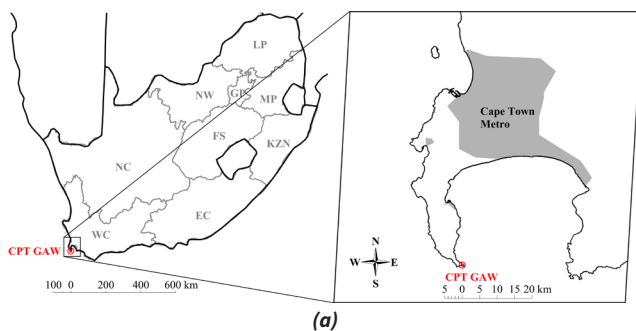 LP
NW
GP
MP
FS
KZN
NC
EC
WC
CPT GAW
100 0 200 400 600 km
Cape Town
Metro
N
W E
S
CPT GAW
5 0 5 10 15 20 km
(a)